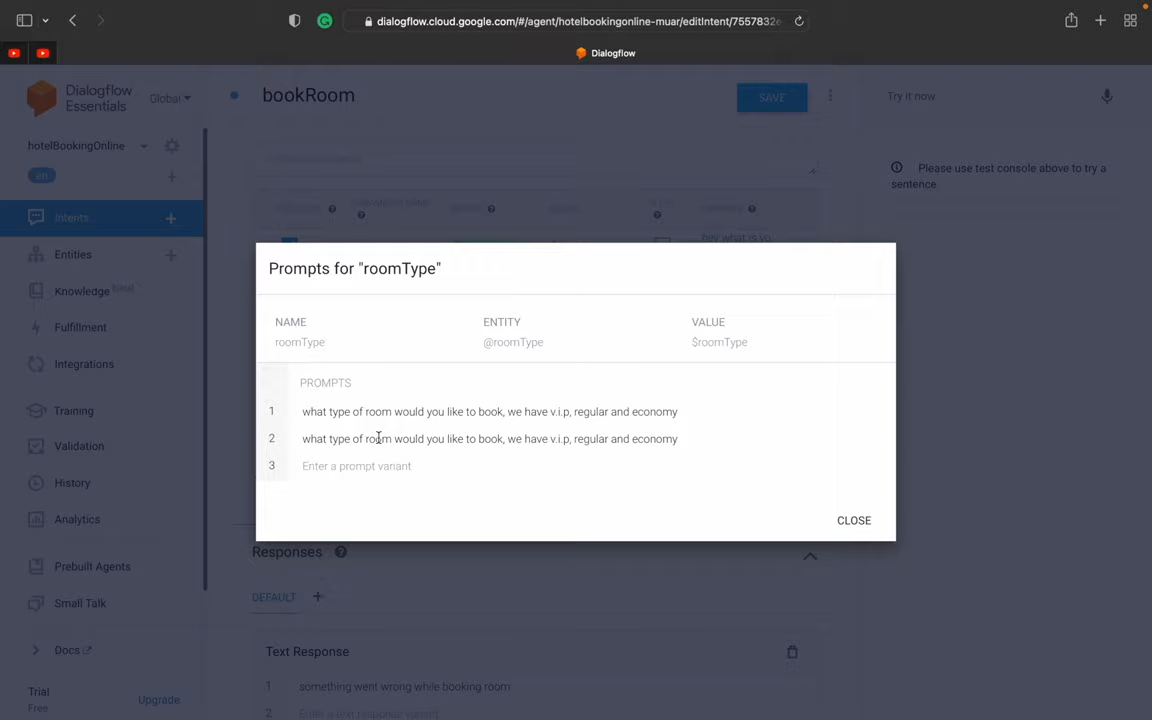 dialogflow.cloud.google.com/#/agent/hotelbookingonline-muar/editIntent/7557832e-
Dialogflow
Dialogflow
Essentials
Global
bookRoom
SAVE
Try it now
hotelBookingOnline
en
Please use test console above to try a
sentence.
Intents
Entities
Knowledge
Fulfillment
Integrations
Training
Validation
History
Analytics
Prebuilt Agents
Small Talk
Docs
Trial
Free
Upgrade
hey what is yo
Prompts for "roomType"
NAME
ENTITY
VALUE
roomType
@roomType
$roomType
PROMPTS
1 what type of room would you like to book, we have v.i.p, regular and economy
2 what type of room would you like to book, we have v.i.p, regular and economy
3 Enter a prompt variant
CLOSE
Responses
DEFAULT
Text Response
1 something went wrong while booking room
2 Enter a text response variant